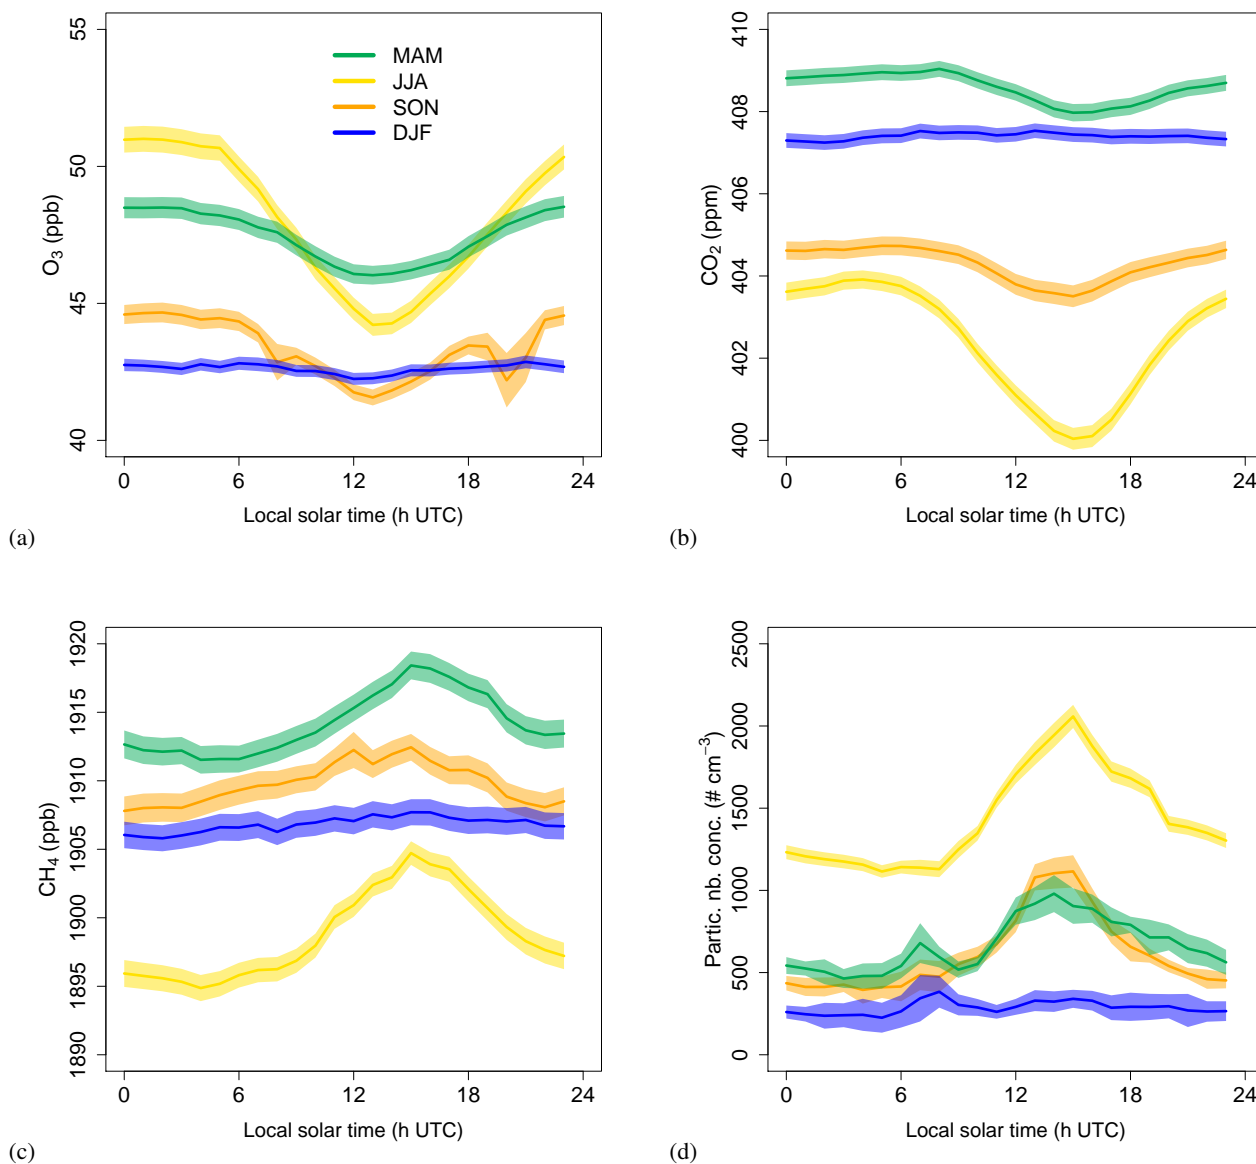 55
50
45
40
O₃ (ppb)
MAM
JJA
SON
DJF
0 6 12 18 24
Local solar time (h UTC)
(a)
410
408
406
404
402
400
CO₂ (ppm)
0 6 12 18 24
Local solar time (h UTC)
(b)
1920
1915
1910
1905
1900
1895
1890
CH₄ (ppb)
0 6 12 18 24
Local solar time (h UTC)
(c)
2500
2000
1500
1000
500
0
Partic. nb. conc. (# cm⁻³)
0 6 12 18 24
Local solar time (h UTC)
(d)